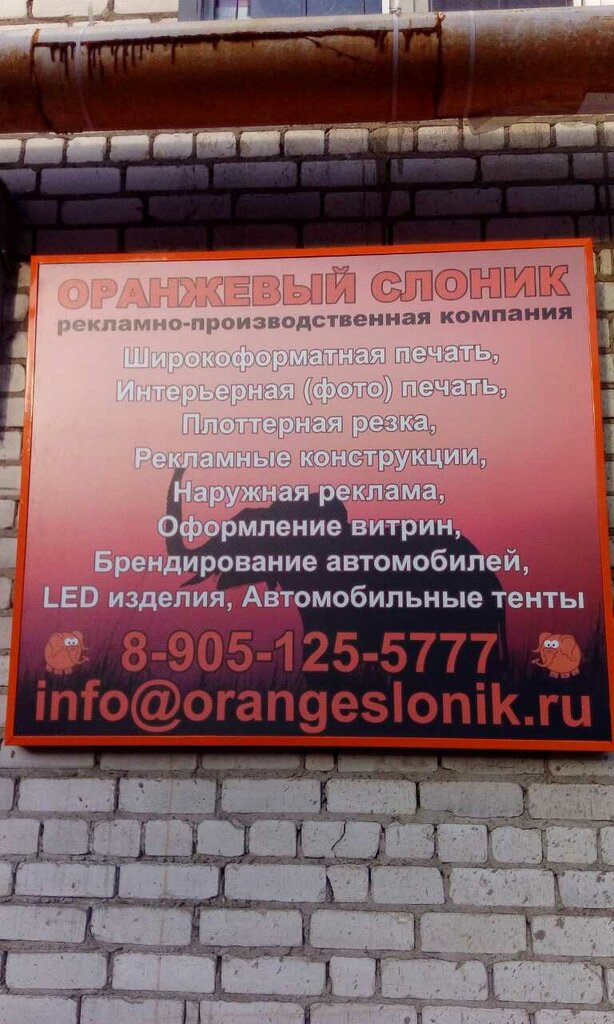 ОРАНЖЕВЫЙ СЛОНИК
рекламно-производственная компания
Широкоформатная печать,
Интерьерная (фото) печать,
Плоттерная резка,
Рекламные конструкции,
Наружная реклама,
Оформление витрин,
Брендирование автомобилей,
LED изделия, Автомобильные тенты
8-905-125-5777
info@orangeslonik.ru